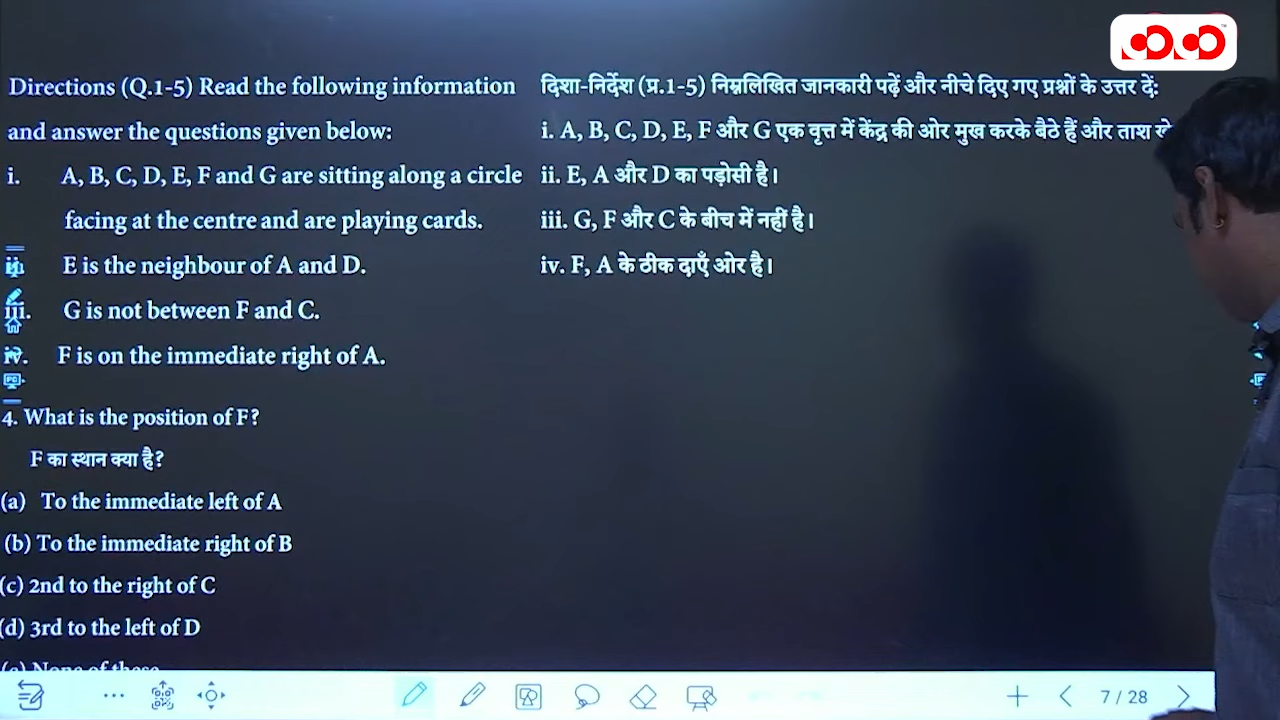 Directions (Q.1-5) Read the following information
and answer the questions given below:
i. A, B, C, D, E, F and G are sitting along a circle
facing at the centre and are playing cards.
ii. E is the neighbour of A and D.
iii. G is not between F and C.
iv. F is on the immediate right of A.
दिशा-निर्देश (प्र.1-5) निम्नलिखित जानकारी पढ़ें और नीचे दिए गए प्रश्नों के उत्तर दें:
i. A, B, C, D, E, F और G एक वृत्त में केंद्र की ओर मुख करके बैठे हैं और ताश
ii. E, A और D का पड़ोसी है।
iii. G, F और C के बीच में नहीं है।
iv. F, A के ठीक दाएँ ओर है।
4. What is the position of F?
F का स्थान क्या है?
(a) To the immediate left of A
(b) To the immediate right of B
(c) 2nd to the right of C
(d) 3rd to the left of D
(e) None of these
7 / 28